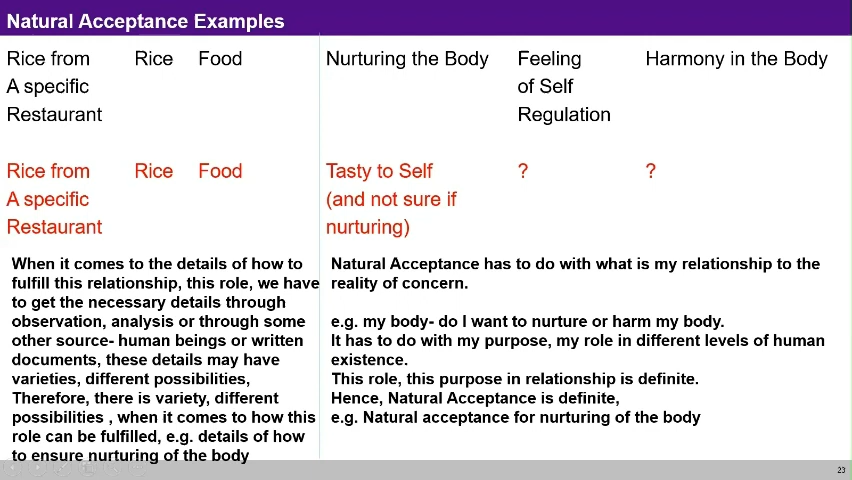 Natural Acceptance Examples
Rice from Rice Food Nurturing the Body Feeling Harmony in the Body
A specific of Self
Restaurant Regulation
Rice from Rice Food Tasty to Self ? ?
A specific (and not sure if
Restaurant nurturing)
When it comes to the details of how to
fulfill this relationship, this role, we have
to get the necessary details through
observation, analysis or through some
other source- human beings or written
documents, these details may have
varieties, different possibilities,
Therefore, there is variety, different
possibilities , when it comes to how this
role can be fulfilled, e.g. details of how
to ensure nurturing of the body
Natural Acceptance has to do with what is my relationship to the
reality of concern.
e.g. my body- do I want to nurture or harm my body.
It has to do with my purpose, my role in different levels of human
existence.
This role, this purpose in relationship is definite.
Hence, Natural Acceptance is definite,
e.g. Natural acceptance for nurturing of the body
23